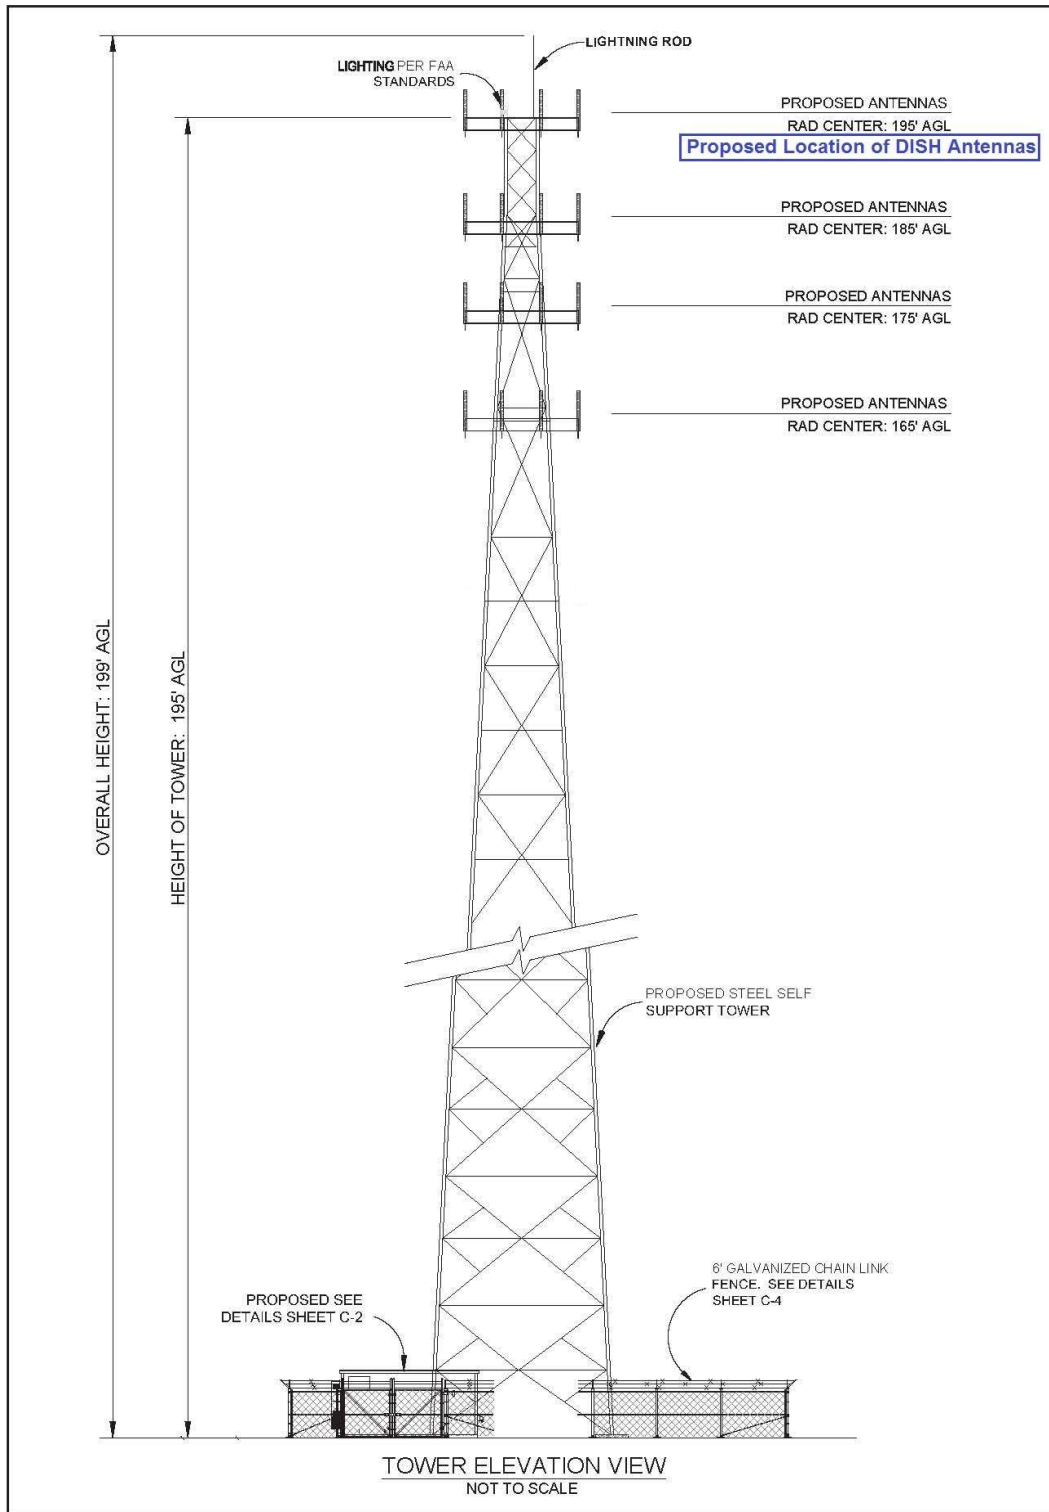 LIGHTNING ROD
LIGHTING PER FAA
STANDARDS
PROPOSED ANTENNAS
RAD CENTER: 195' AGL
Proposed Location of DISH Antennas
PROPOSED ANTENNAS
RAD CENTER: 185' AGL
PROPOSED ANTENNAS
RAD CENTER: 175' AGL
PROPOSED ANTENNAS
RAD CENTER: 165' AGL
OVERALL HEIGHT: 199' AGL
HEIGHT OF TOWER: 195' AGL
PROPOSED STEEL SELF
SUPPORT TOWER
PROPOSED SEE
DETAILS SHEET C-2
6' GALVANIZED CHAIN LINK
FENCE. SEE DETAILS
SHEET C-4
TOWER ELEVATION VIEW
NOT TO SCALE